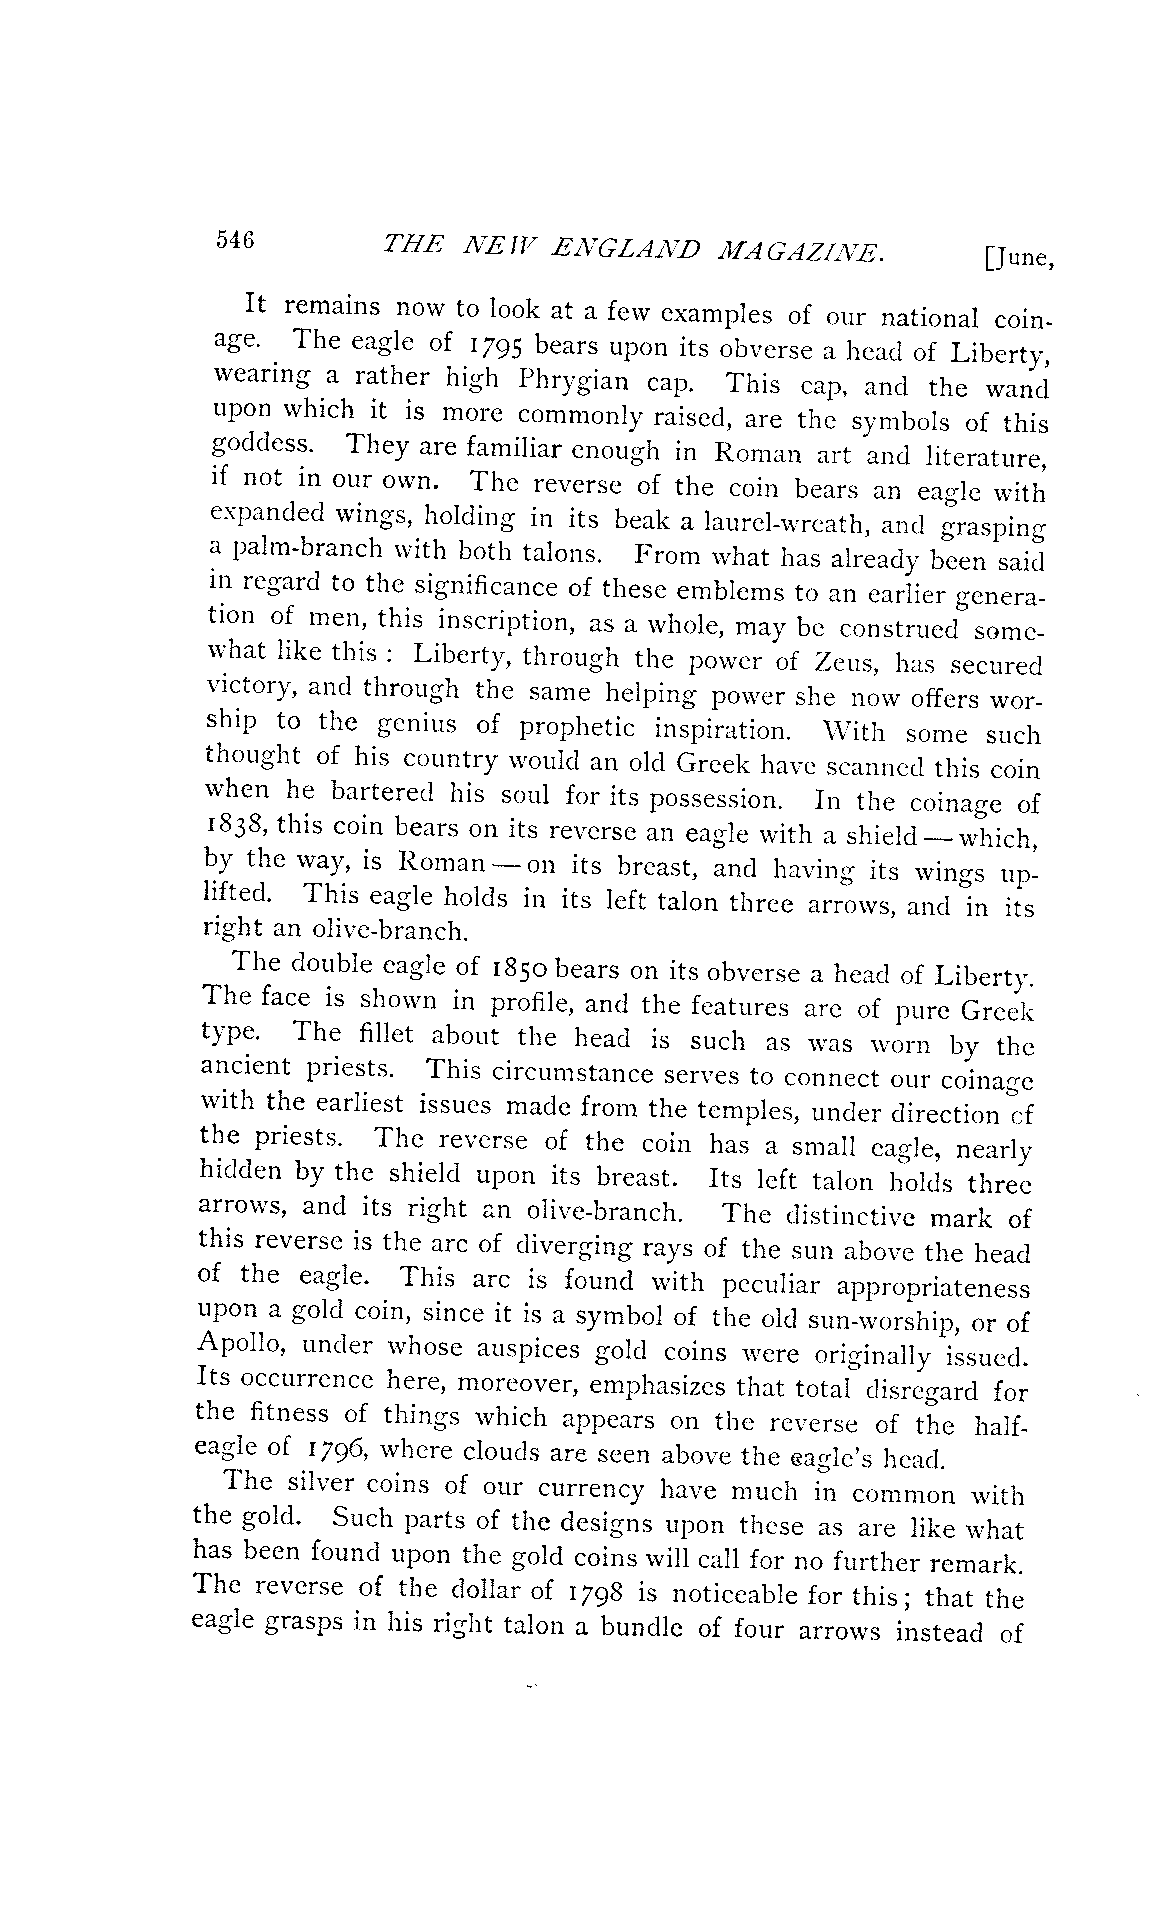 546 THE NEW ENGLAND MAGAZINE. [June,
It remains now to look at a few examples of our national coin-
age. The eagle of 1795 bears upon its obverse a head of Liberty,
wearing a rather high Phrygian cap. This cap, and the wand
upon which it is more commonly raised, are the symbols of this
goddess. They are familiar enough in Roman art and literature,
if not in our own. The reverse of the coin bears an eagle with
expanded wings, holding in its beak a laurel-wreath, and grasping
a palm-branch with both talons. From what has already been said
in regard to the significance of these emblems to an earlier genera-
tion of men, this inscription, as a whole, may be construed some-
what like this : Liberty, through the power of Zeus, has secured
victory, and through the same helping power she now offers wor-
ship to the genius of prophetic inspiration. With some such
thought of his country would an old Greek have scanned this coin
when he bartered his soul for its possession. In the coinage of
1838, this coin bears on its reverse an eagle with a shield — which,
by the way, is Roman — on its breast, and having its wings up-
lifted. This eagle holds in its left talon three arrows, and in its
right an olive-branch.
The double eagle of 1850 bears on its obverse a head of Liberty.
The face is shown in profile, and the features are of pure Greek
type. The fillet about the head is such as was worn by the
ancient priests. This circumstance serves to connect our coinage
with the earliest issues made from the temples, under direction of
the priests. The reverse of the coin has a small eagle, nearly
hidden by the shield upon its breast. Its left talon holds three
arrows, and its right an olive-branch. The distinctive mark of
this reverse is the arc of diverging rays of the sun above the head
of the eagle. This arc is found with peculiar appropriateness
upon a gold coin, since it is a symbol of the old sun-worship, or of
Apollo, under whose auspices gold coins were originally issued.
Its occurrence here, moreover, emphasizes that total disregard for
the fitness of things which appears on the reverse of the half-
eagle of 1796, where clouds are seen above the eagle's head.
The silver coins of our currency have much in common with
the gold. Such parts of the designs upon these as are like what
has been found upon the gold coins will call for no further remark.
The reverse of the dollar of 1798 is noticeable for this ; that the
eagle grasps in his right talon a bundle of four arrows instead of